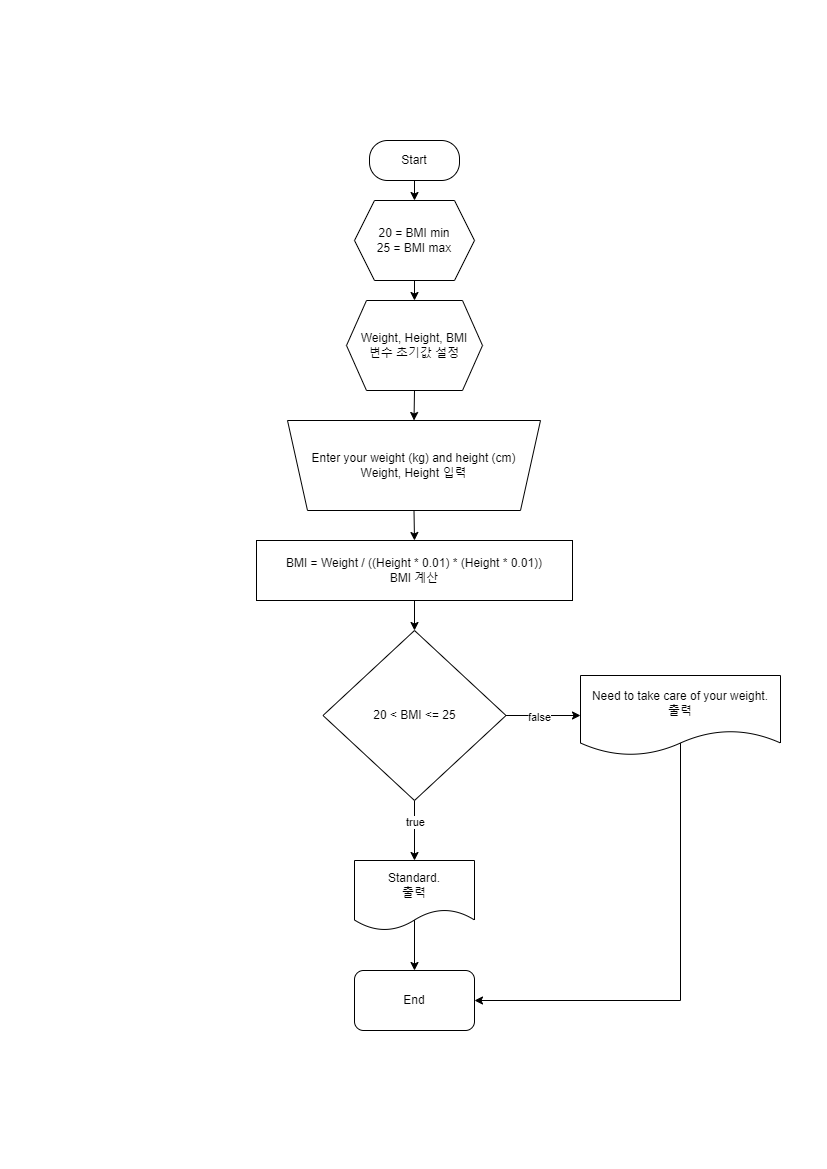 Start
20 = BMI min
25 = BMI max
Weight, Height, BMI
변수 초기값 설정
Enter your weight (kg) and height (cm)
Weight, Height 입력
BMI = Weight / ((Height * 0.01) * (Height * 0.01))
BMI 계산
20 < BMI <= 25
false
Need to take care of your weight.
출력
true
Standard.
출력
End